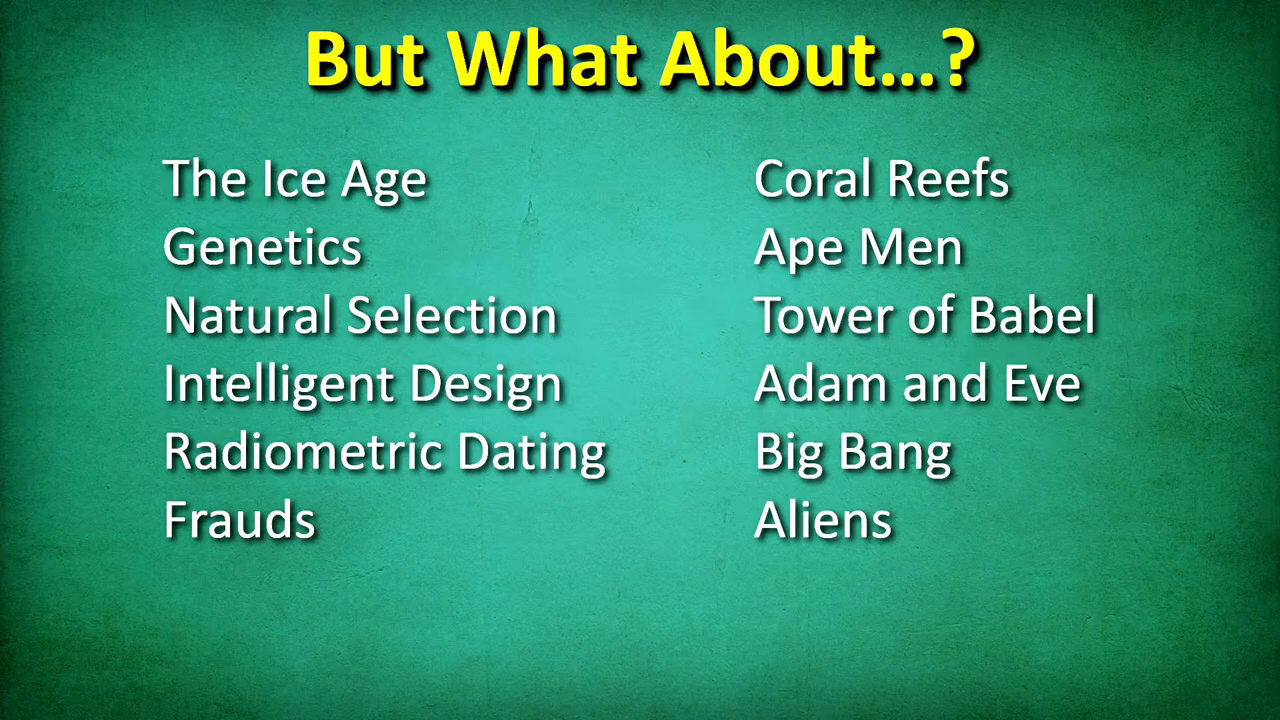 But What About...?
The Ice Age
Genetics
Natural Selection
Intelligent Design
Radiometric Dating
Frauds
Coral Reefs
Ape Men
Tower of Babel
Adam and Eve
Big Bang
Aliens